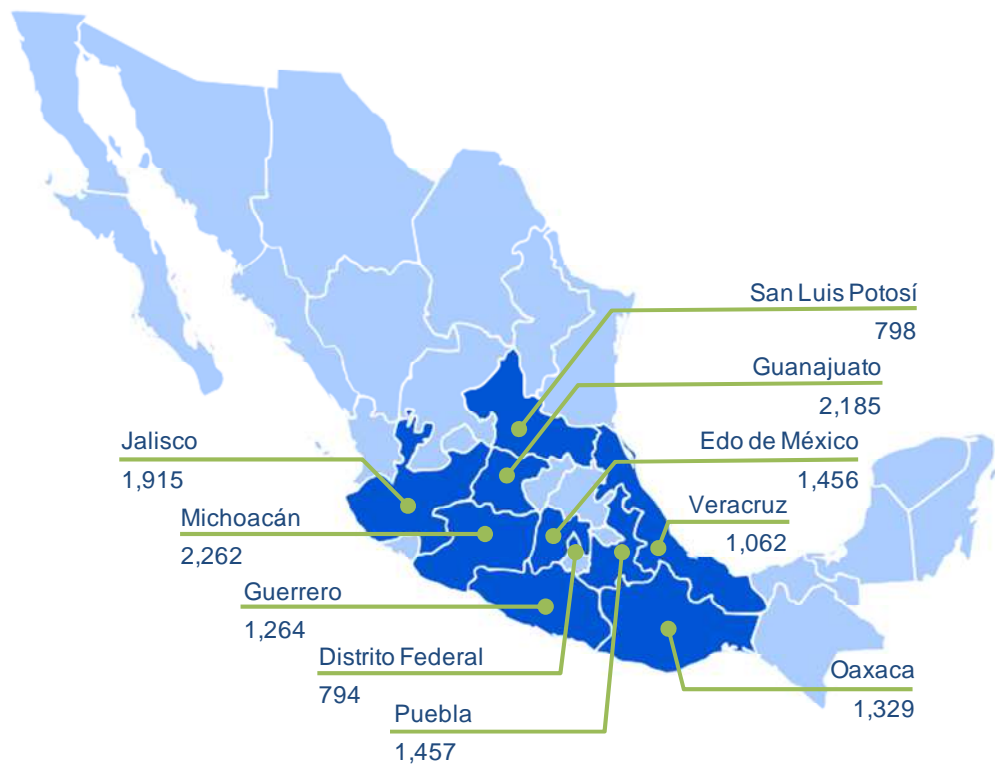 San Luis Potosí
798
Guanajuato
2,185
Jalisco
1,915
Edo de México
1,456
Michoacán
2,262
Veracruz
1,062
Guerrero
1,264
Distrito Federal
794
Oaxaca
1,329
Puebla
1,457